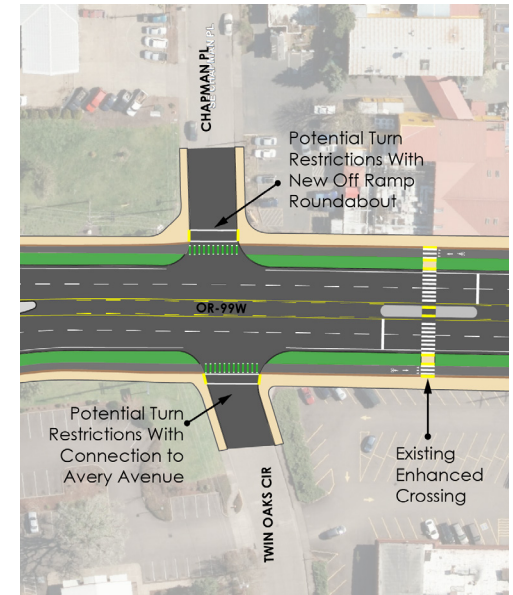 CHAPMAN PL
Potential Turn
Restrictions With
New Off Ramp
Roundabout
OR-99W
Potential Turn
Restrictions With
Connection to
Avery Avenue
Existing
Enhanced
Crossing
TWIN OAKS CIR